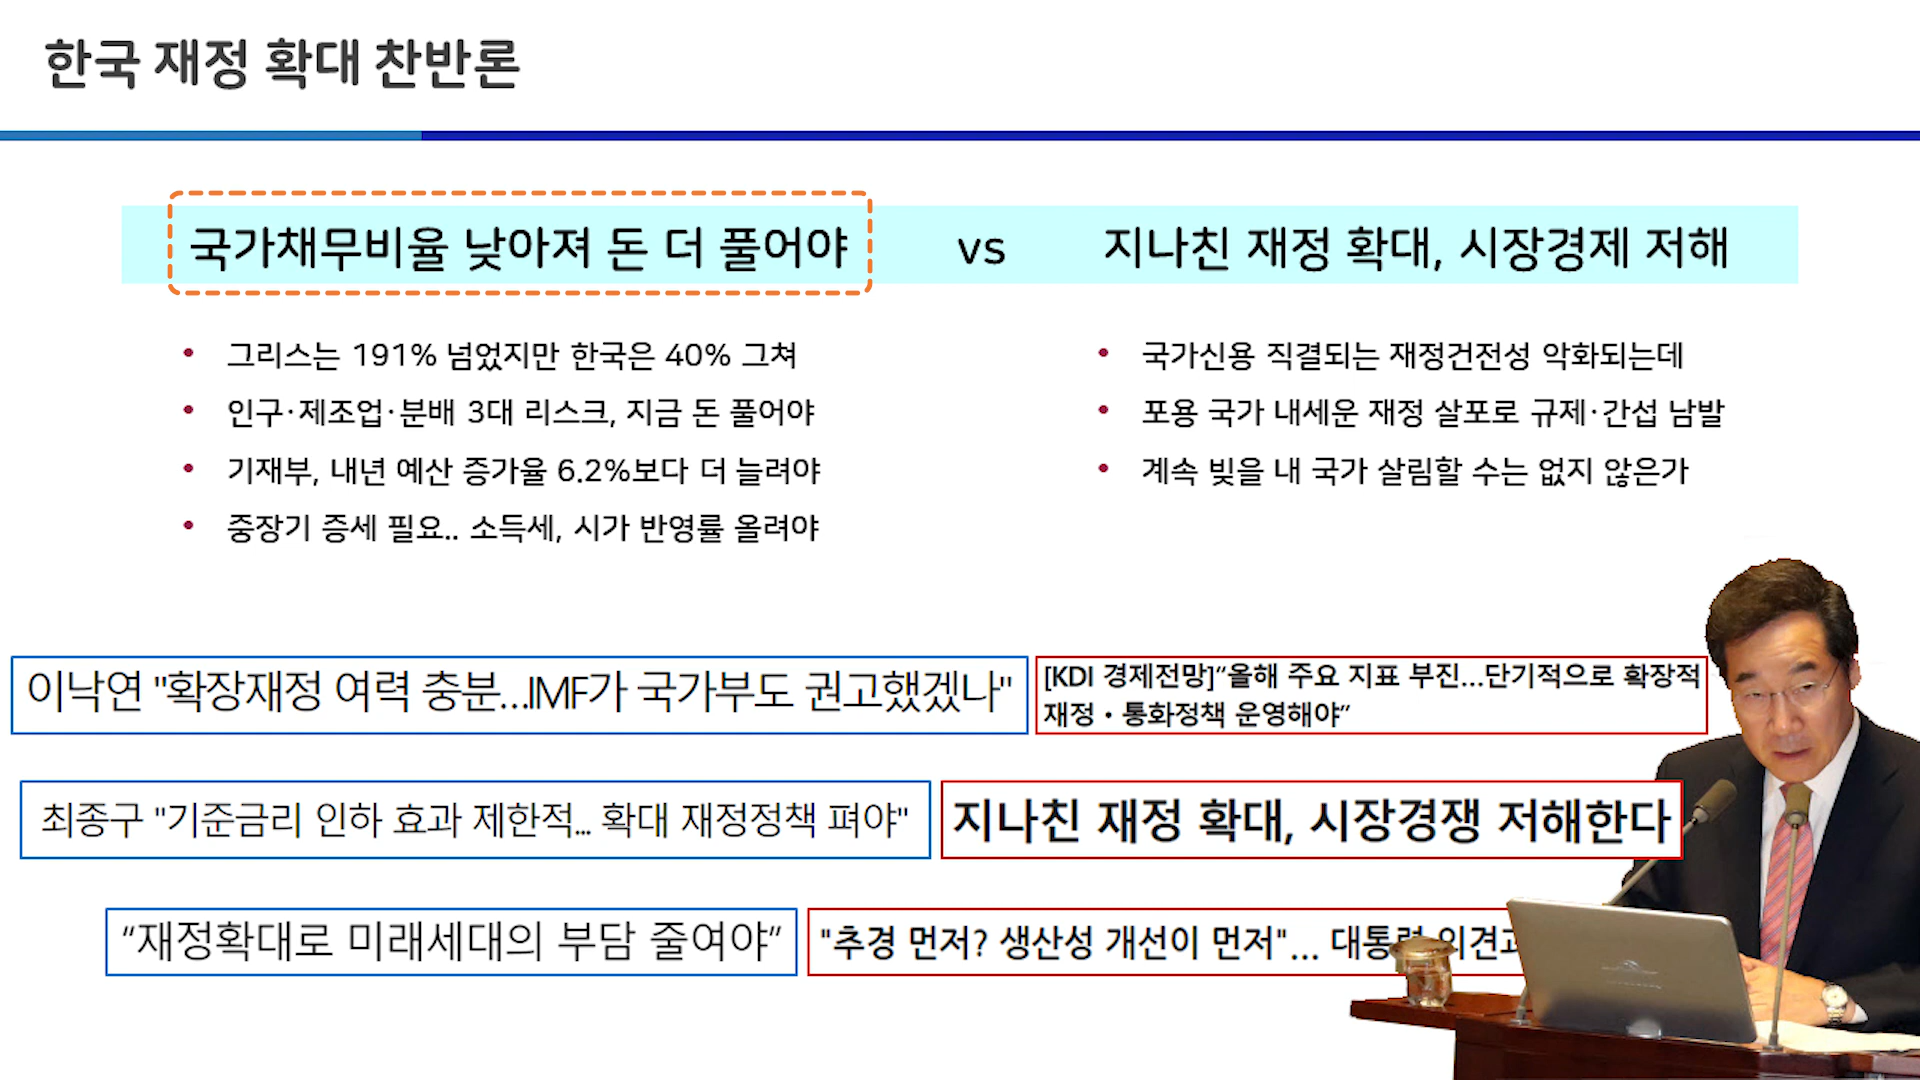 한국 재정 확대 찬반론
국가채무비율 낮아져 돈 더 풀어야 vs 지나친 재정 확대, 시장경제 저해
• 그리스는 191% 넘었지만 한국은 40% 그쳐
• 인구·제조업·분배 3대 리스크, 지금 돈 풀어야
• 기재부, 내년 예산 증가율 6.2%보다 더 늘려야
• 중장기 증세 필요.. 소득세, 시가 반영률 올려야
• 국가신용 직결되는 재정건전성 악화되는데
• 포용 국가 내세운 재정 살포로 규제·간섭 남발
• 계속 빚을 내 국가 살림할 수는 없지 않은가
이낙연 "확장재정 여력 충분...IMF가 국가부도 권고했겠나"
[KDI 경제전망]“올해 주요 지표 부진...단기적으로 확장적
재정·통화정책 운영해야”
최종구 "기준금리 인하 효과 제한적... 확대 재정정책 펴야"
지나친 재정 확대, 시장경쟁 저해한다
“재정확대로 미래세대의 부담 줄여야”
"추경 먼저? 생산성 개선이 먼저"... 대통령 의견과